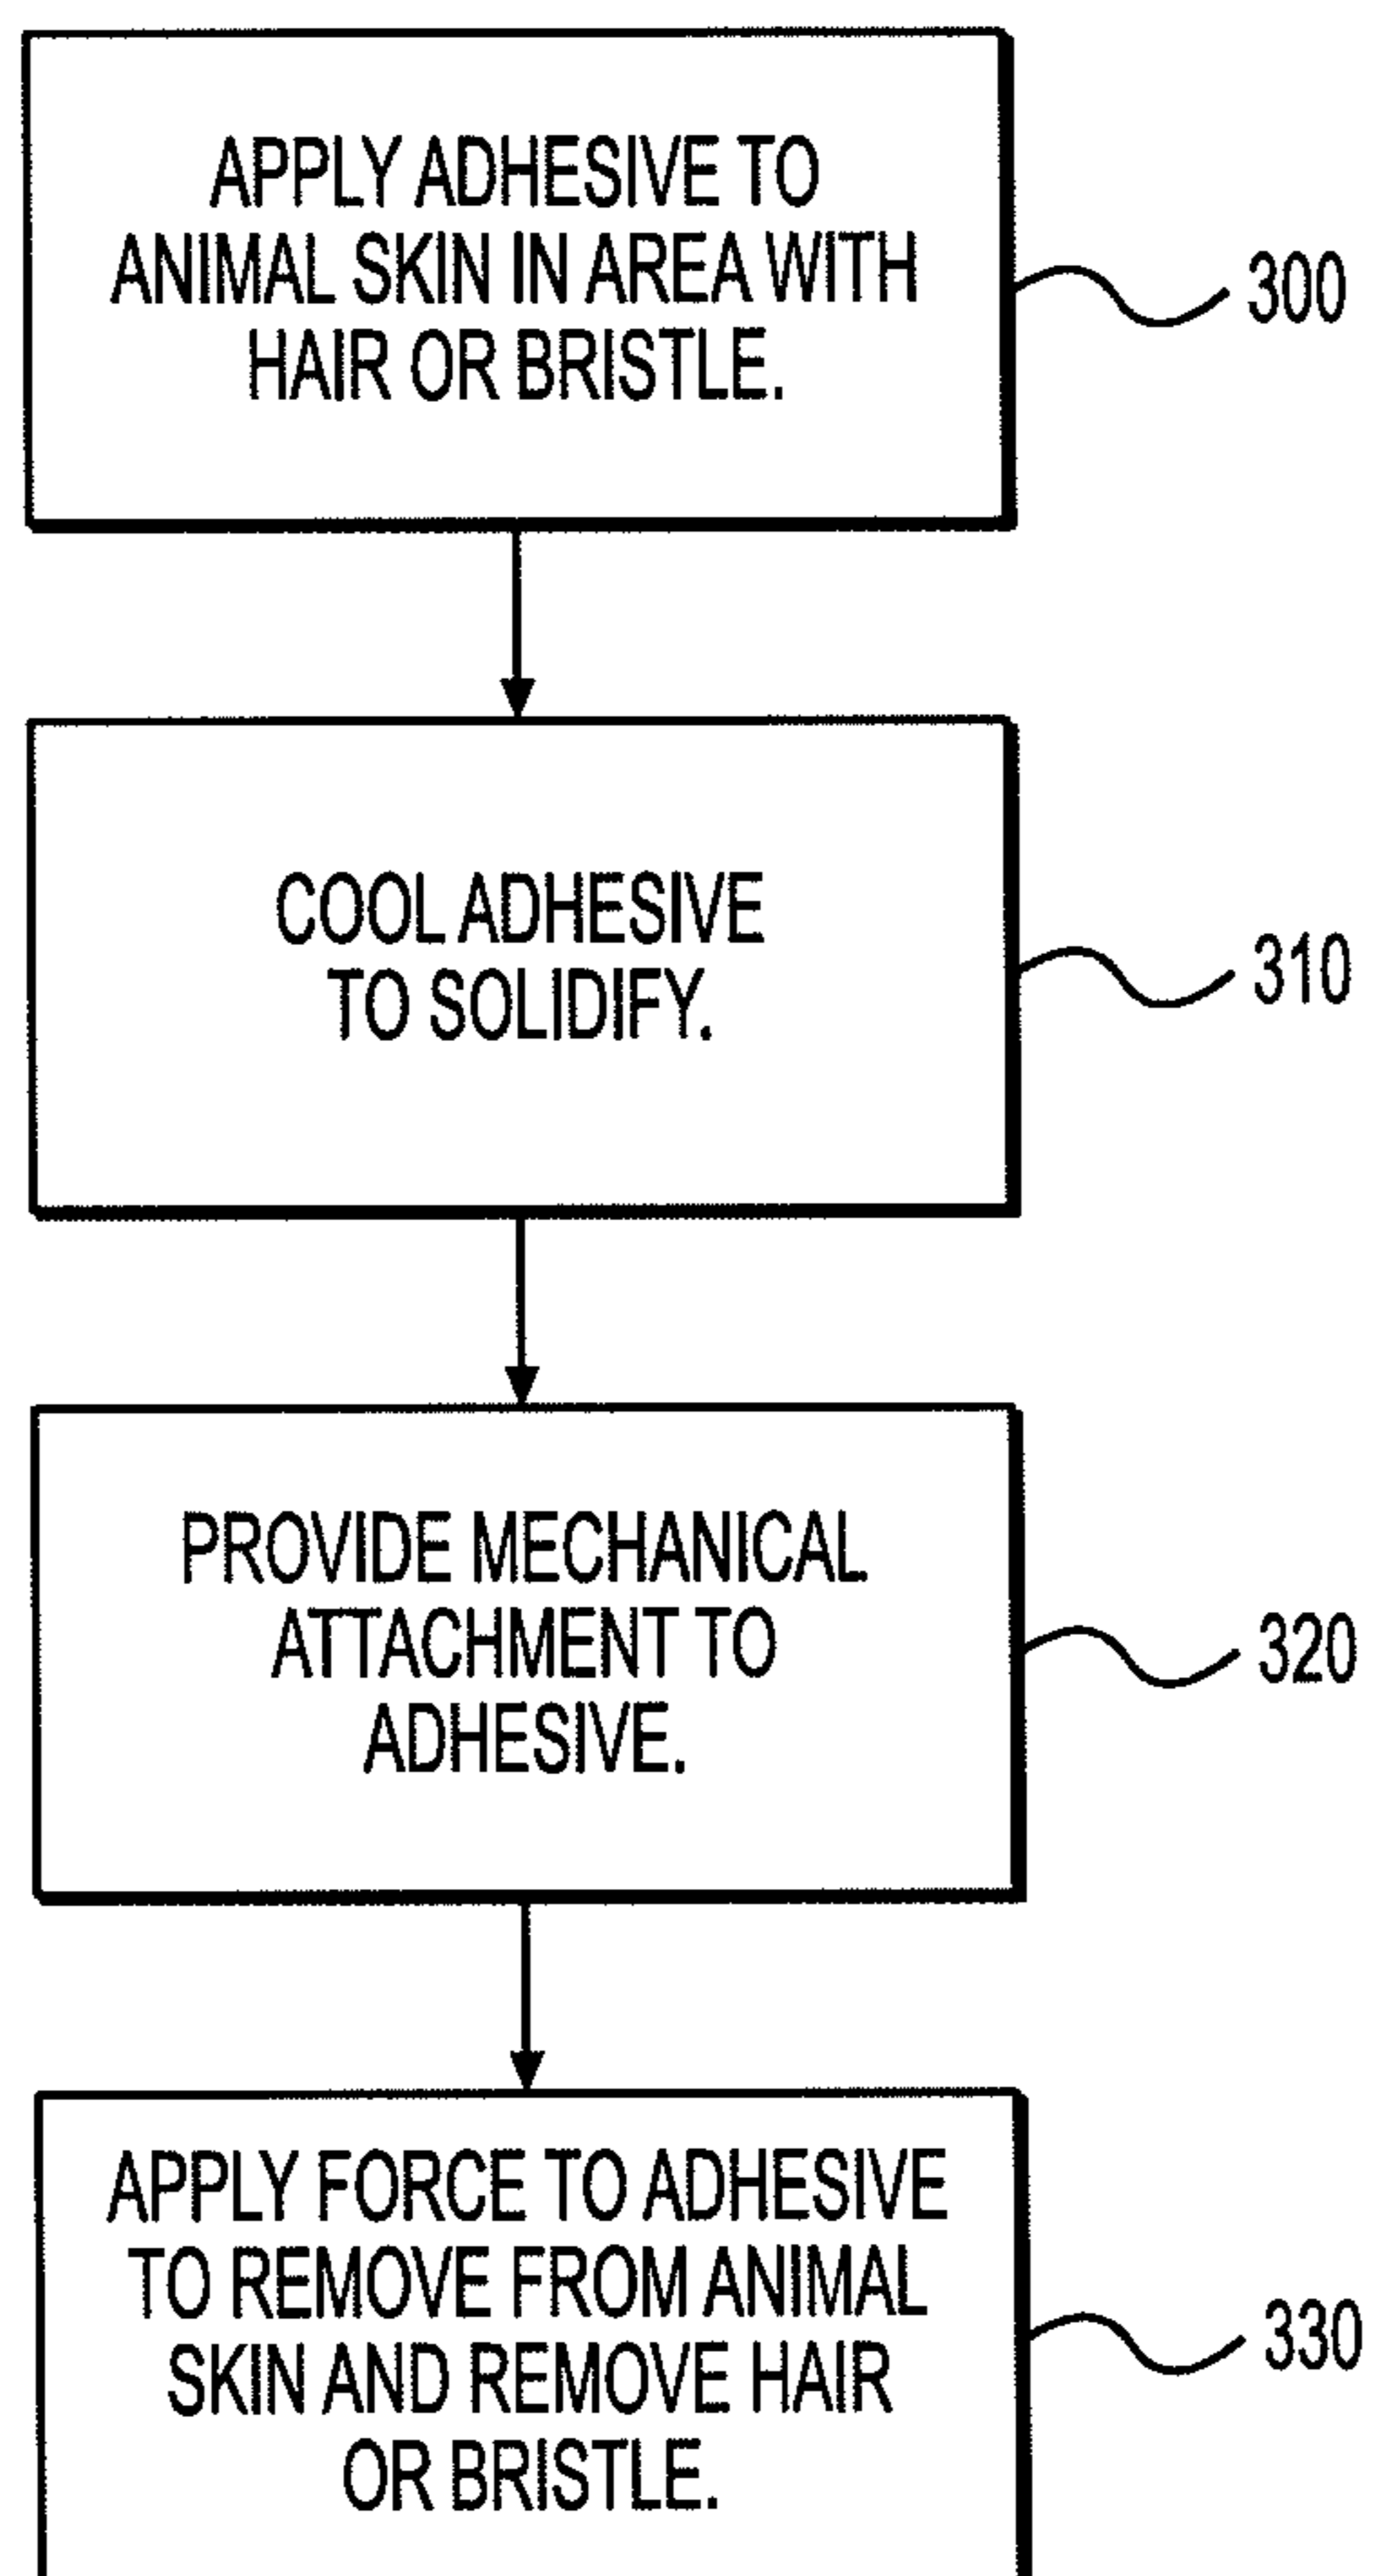 APPLY ADHESIVE TO
ANIMAL SKIN IN AREA WITH
HAIR OR BRISTLE.
300
COOL ADHESIVE
TO SOLIDIFY.
310
PROVIDE MECHANICAL
ATTACHMENT TO
ADHESIVE.
320
APPLY FORCE TO ADHESIVE
TO REMOVE FROM ANIMAL
SKIN AND REMOVE HAIR
OR BRISTLE.
330